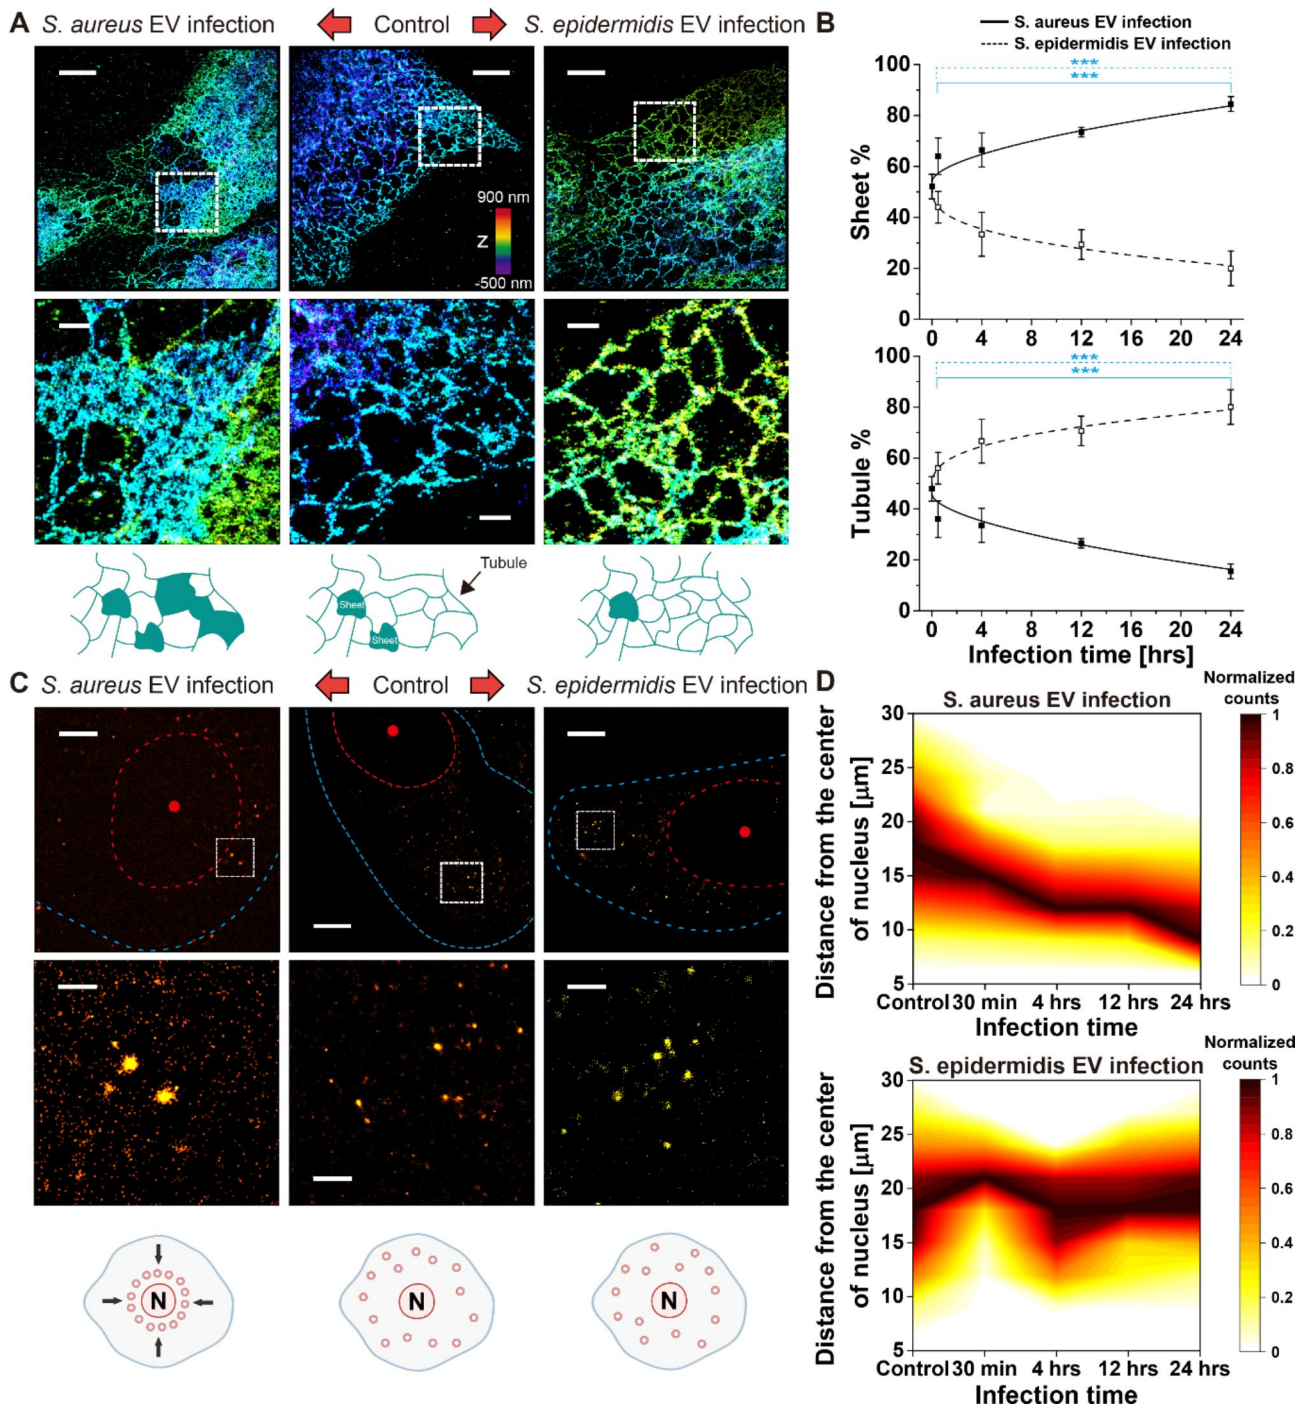 A S. aureus EV infection Control S. epidermidis EV infection
900 nm
Z
-500 nm
Tubule
Sheet
Sheet
B S. aureus EV infection
S. epidermidis EV infection
***
***
Sheet %
100
80
60
40
20
0
0 4 8 12 16 20 24
***
***
Tubule %
100
80
60
40
20
0
0 4 8 12 16 20 24
Infection time [hrs]
C S. aureus EV infection Control S. epidermidis EV infection
N
N
N
D S. aureus EV infection
Normalized
counts
Distance from the center
of nucleus [μm]
30
25
20
15
10
5
Control 30 min 4 hrs 12 hrs 24 hrs
Infection time
1
0.8
0.6
0.4
0.2
0
S. epidermidis EV infection
Normalized
counts
Distance from the center
of nucleus [μm]
30
25
20
15
10
5
Control 30 min 4 hrs 12 hrs 24 hrs
Infection time
1
0.8
0.6
0.4
0.2
0